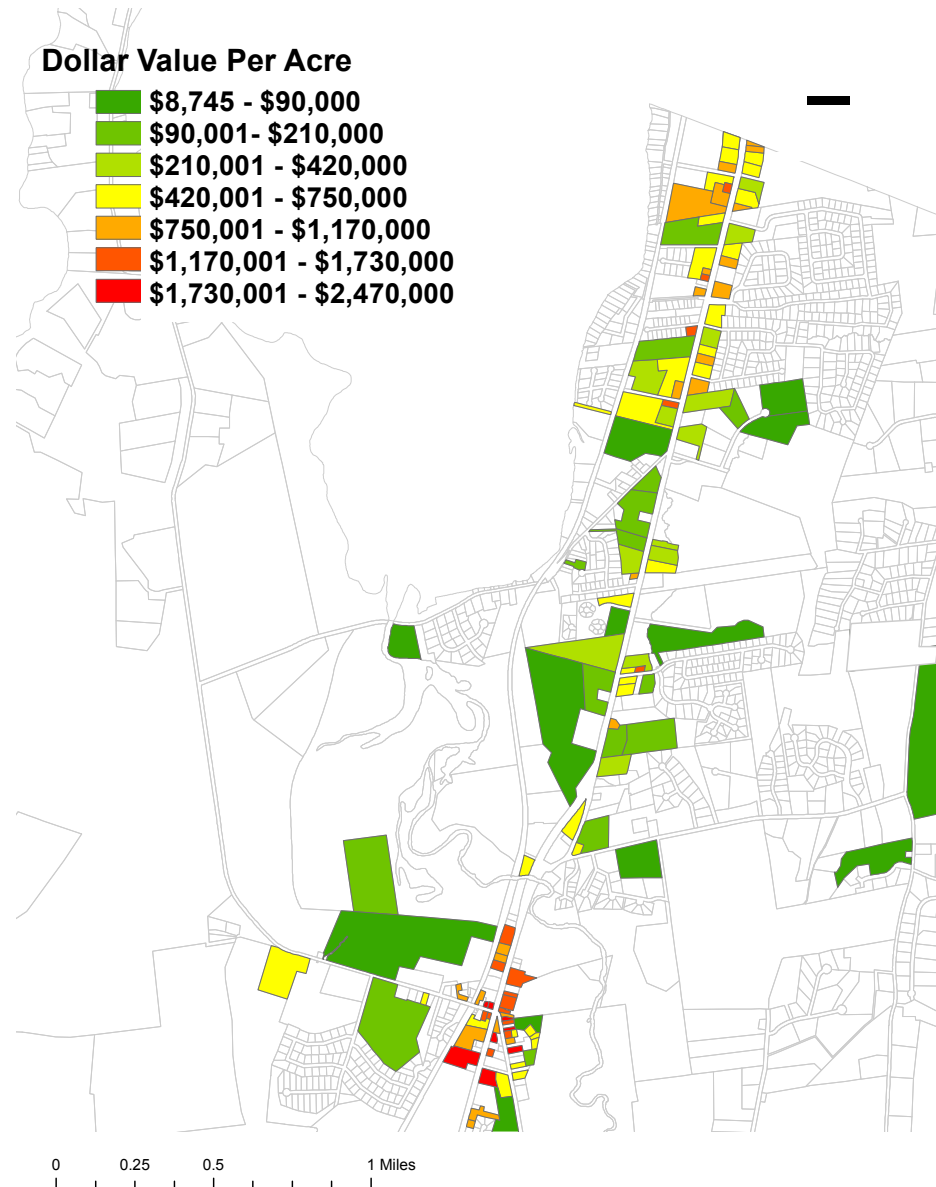 Dollar Value Per Acre
$8,745 - $90,000
$90,001- $210,000
$210,001 - $420,000
$420,001 - $750,000
$750,001 - $1,170,000
$1,170,001 - $1,730,000
$1,730,001 - $2,470,000
0 0.25 0.5 1 Miles